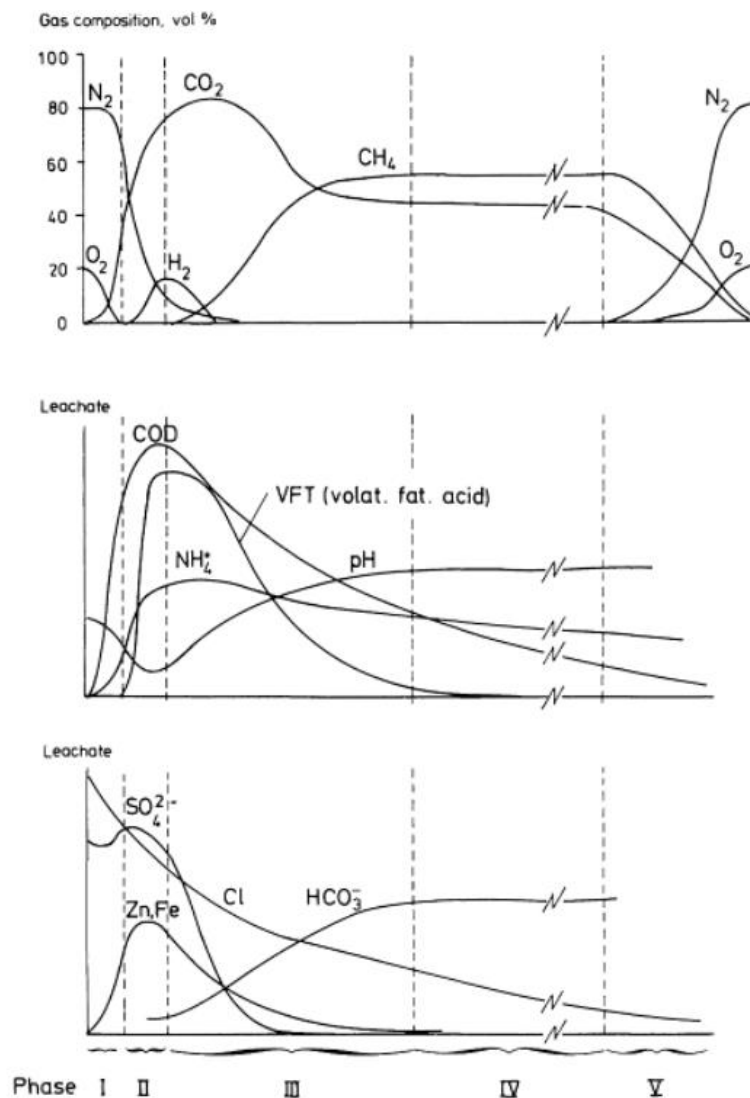 Gas composition, vol %
100
80
60
40
20
0
N₂
CO₂
CH₄
N₂
O₂
H₂
O₂
Leachate
COD
VFT (volat. fat. acid)
NH₄⁺
pH
Leachate
SO₄²⁻
Cl
HCO₃⁻
Zn,Fe
Phase I II III IV V